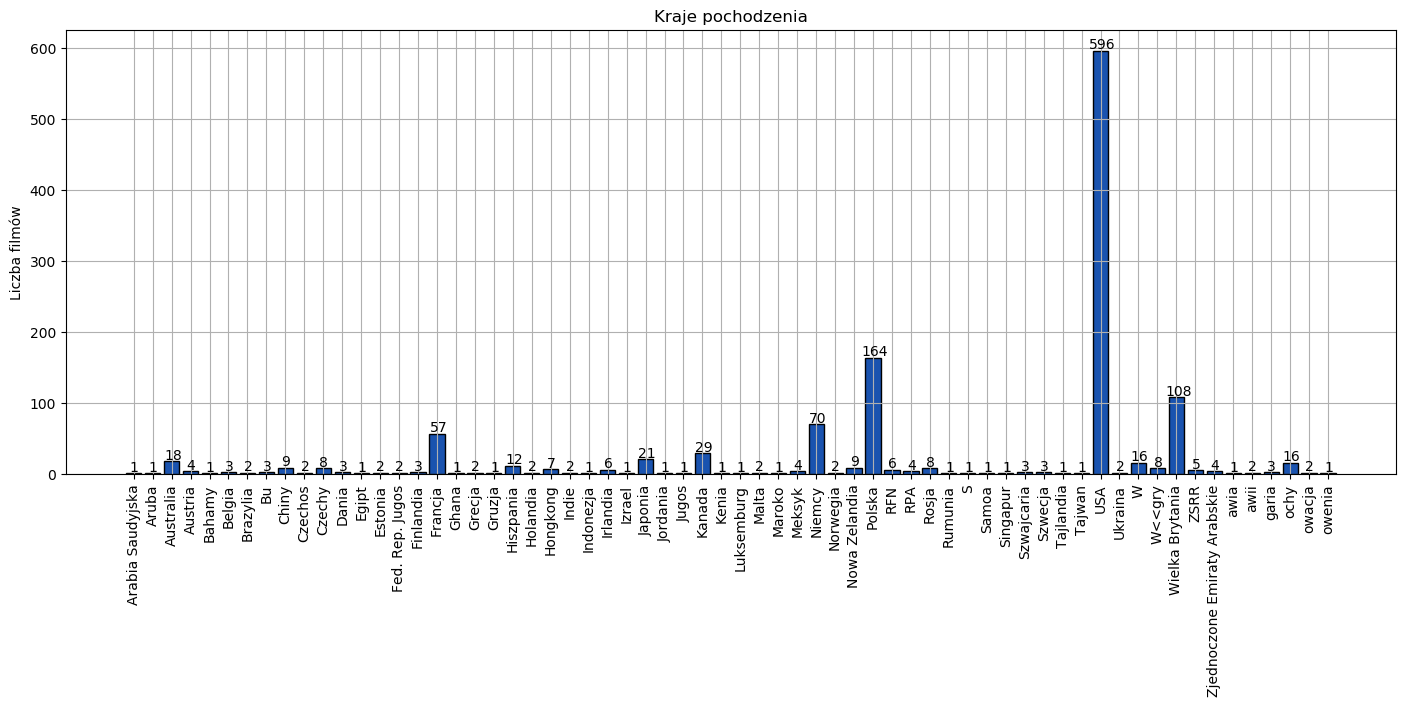 Kraje pochodzenia
600
500
400
300
200
100
0
Liczba filmów
1 1 18 4 1 3 2 3 9 2 8 3 1 2 2 3 57 1 2 1 12 2 7 2 1 6 1 21 1 1 29 1 1 2 1 4 70 2 9 164 6 4 8 1 1 1 1 3 3 1 1 596 2 16 8 108 5 4 1 2 3 16 2 1
Arabia Saudyjska
Aruba
Australia
Austria
Bahamy
Belgia
Brazylia
Bu
Chiny
Czechos
Czechy
Dania
Egipt
Estonia
Fed. Rep. Jugos
Finlandia
Francja
Ghana
Grecja
Gruzja
Hiszpania
Holandia
Hongkong
Indie
Indonezja
Irlandia
Izrael
Japonia
Jordania
Jugos
Kanada
Kenia
Luksemburg
Malta
Maroko
Meksyk
Niemcy
Norwegia
Nowa Zelandia
Polska
RFN
RPA
Rosja
Rumunia
S
Samoa
Singapur
Szwajcaria
Szwecja
Tajlandia
Tajwan
USA
Ukraina
W
W<<gry
Wielka Brytania
ZSRR
Zjednoczone Emiraty Arabskie
awia
awii
garia
ochy
owacja
owenia